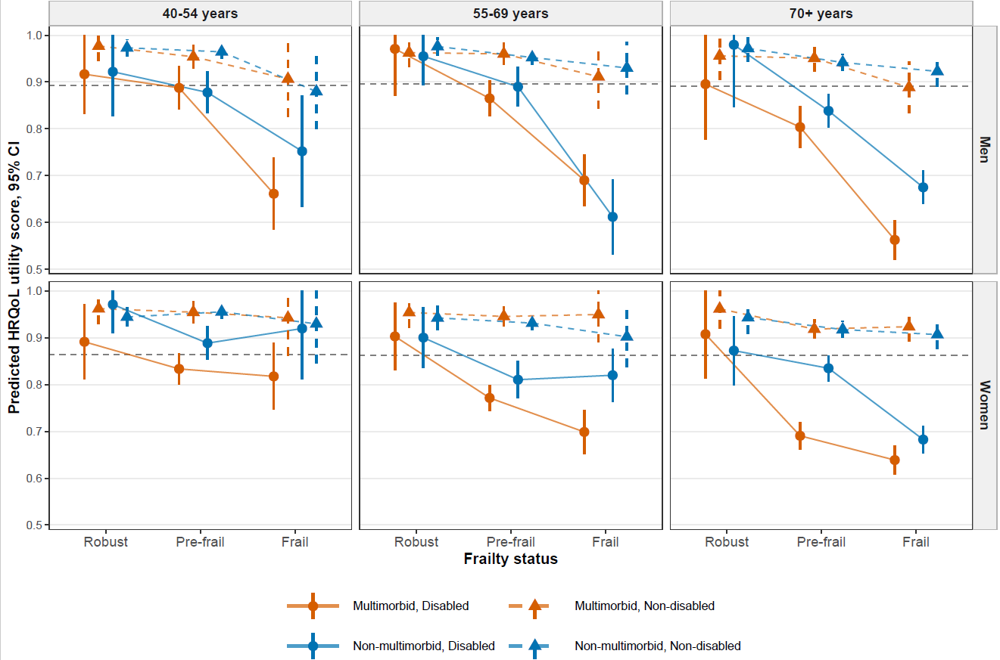 40-54 years
55-69 years
70+ years
Predicted HRQoL utility score, 95% CI
1.0
0.9
0.8
0.7
0.6
0.5
Men
1.0
0.9
0.8
0.7
0.6
0.5
Women
Robust Pre-frail Frail
Robust Pre-frail Frail
Robust Pre-frail Frail
Frailty status
Multimorbid, Disabled
Multimorbid, Non-disabled
Non-multimorbid, Disabled
Non-multimorbid, Non-disabled